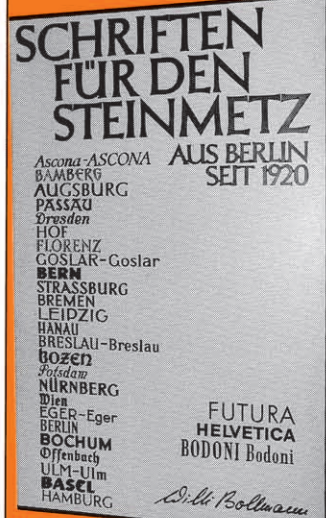 SCHRIFTEN
FÜR DEN
STEINMETZ
AUS BERLIN
SEIT 1920
Ascona-ASCONA
BAMBERG
AUGSBURG
PASSAU
Dresden
HOF
FLORENZ
GOSLAR-Goslar
BERN
STRASSBURG
BREMEN
LEIPZIG
HANAU
BRESLAU-Breslau
BOZEN
Potsdam
NÜRNBERG
Wien
EGER-Eger
BERLIN
BOCHUM
Offenbach
ULM-Ulm
BASEL
HAMBURG
FUTURA
HELVETICA
BODONI Bodoni
Willi Bollmann